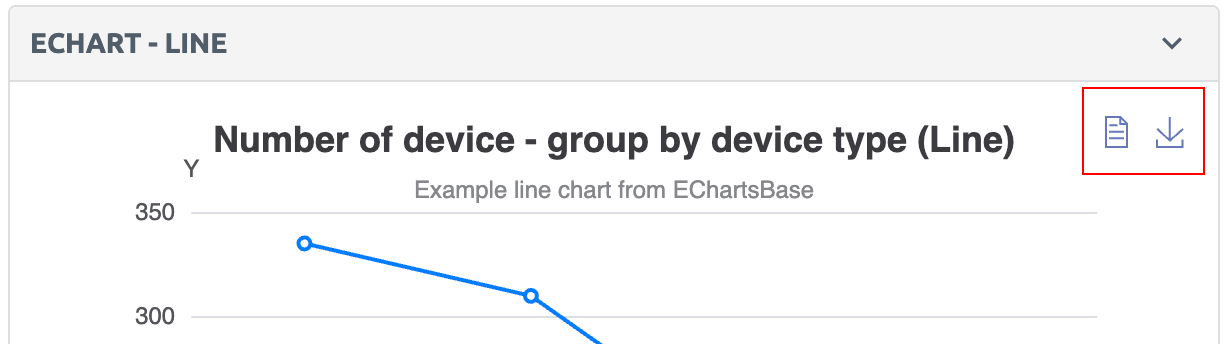 ECHART - LINE
Number of device - group by device type (Line)
Y
Example line chart from EChartsBase
350
300